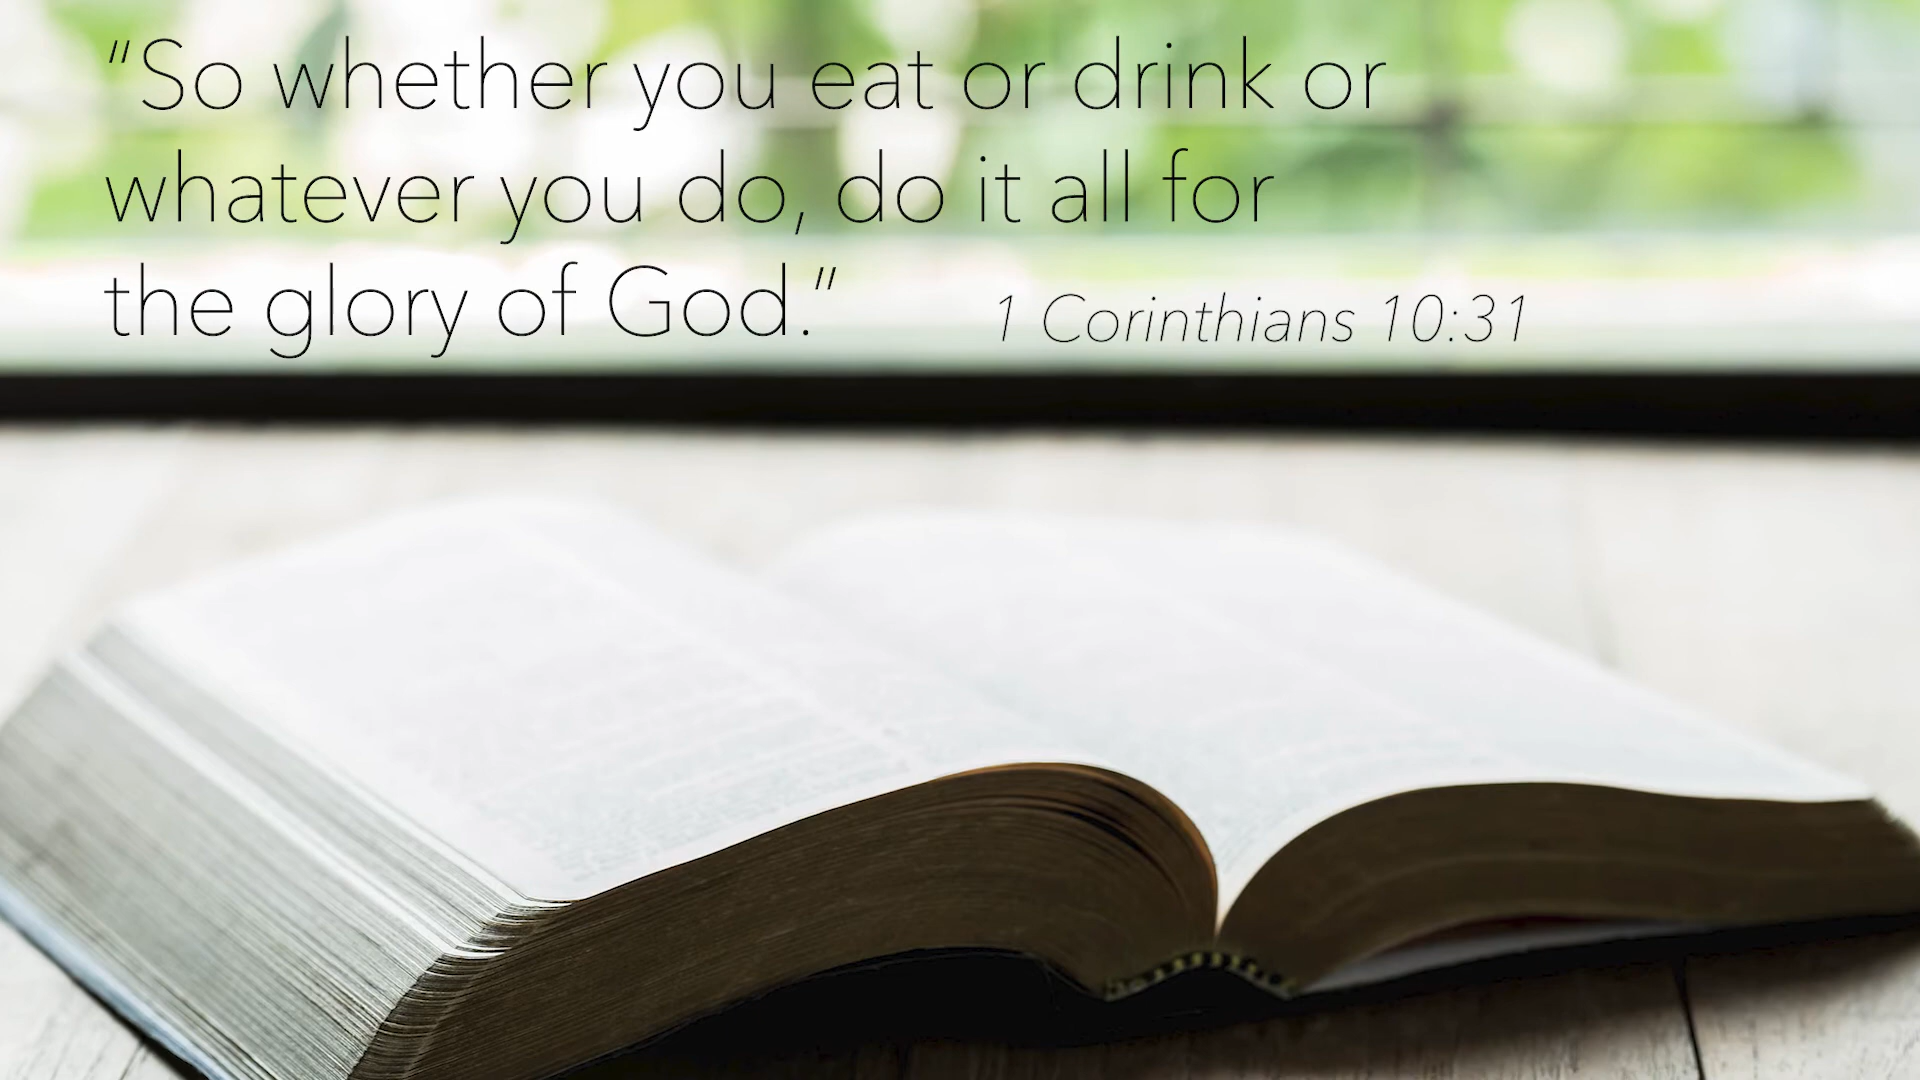 “So whether you eat or drink or
whatever you do, do it all for
the glory of God.” 1 Corinthians 10:31